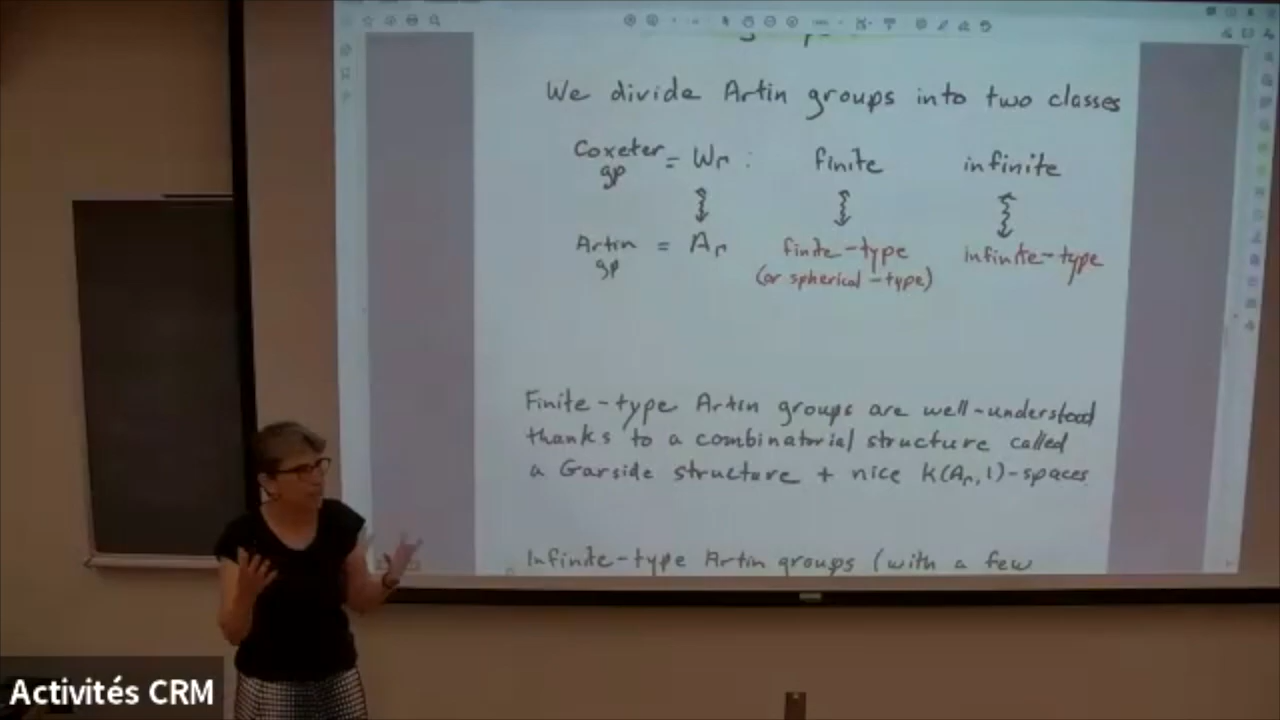 We divide Artin groups into two classes
Coxeter gp = WΓ : finite infinite
Artin gp = AΓ finite-type infinite-type
(or spherical-type)
Finite-type Artin groups are well-understood
thanks to a combinatorial structure called
a Garside structure + nice K(AΓ,1)-spaces
Infinite-type Artin groups (with a few
Activités CRM